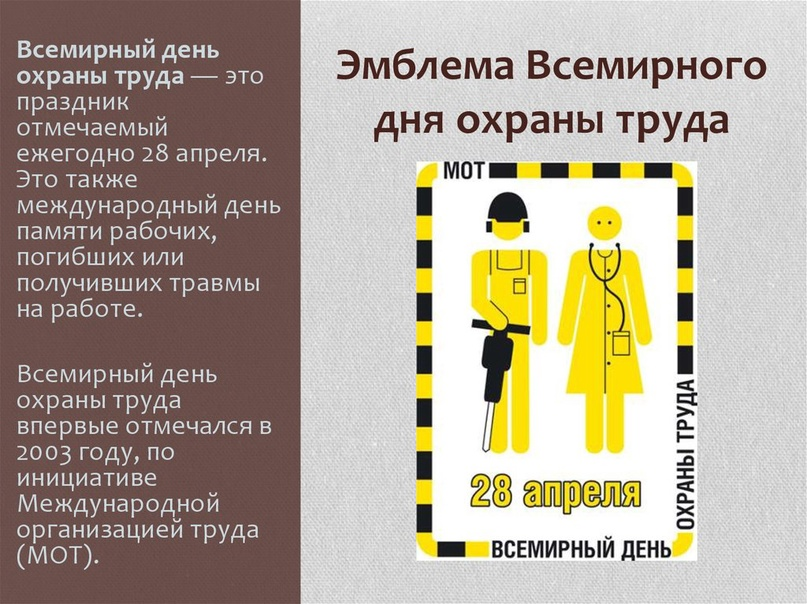 Всемирный день
охраны труда — это
праздник
отмечаемый
ежегодно 28 апреля.
Это также
международный день
памяти рабочих,
погибших или
получивших травмы
на работе.
Всемирный день
охраны труда
впервые отмечался в
2003 году, по
инициативе
Международной
организацией труда
(МОТ).
Эмблема Всемирного
дня охраны труда
МОТ
28 апреля
ВСЕМИРНЫЙ ДЕНЬ
ОХРАНЫ ТРУДА